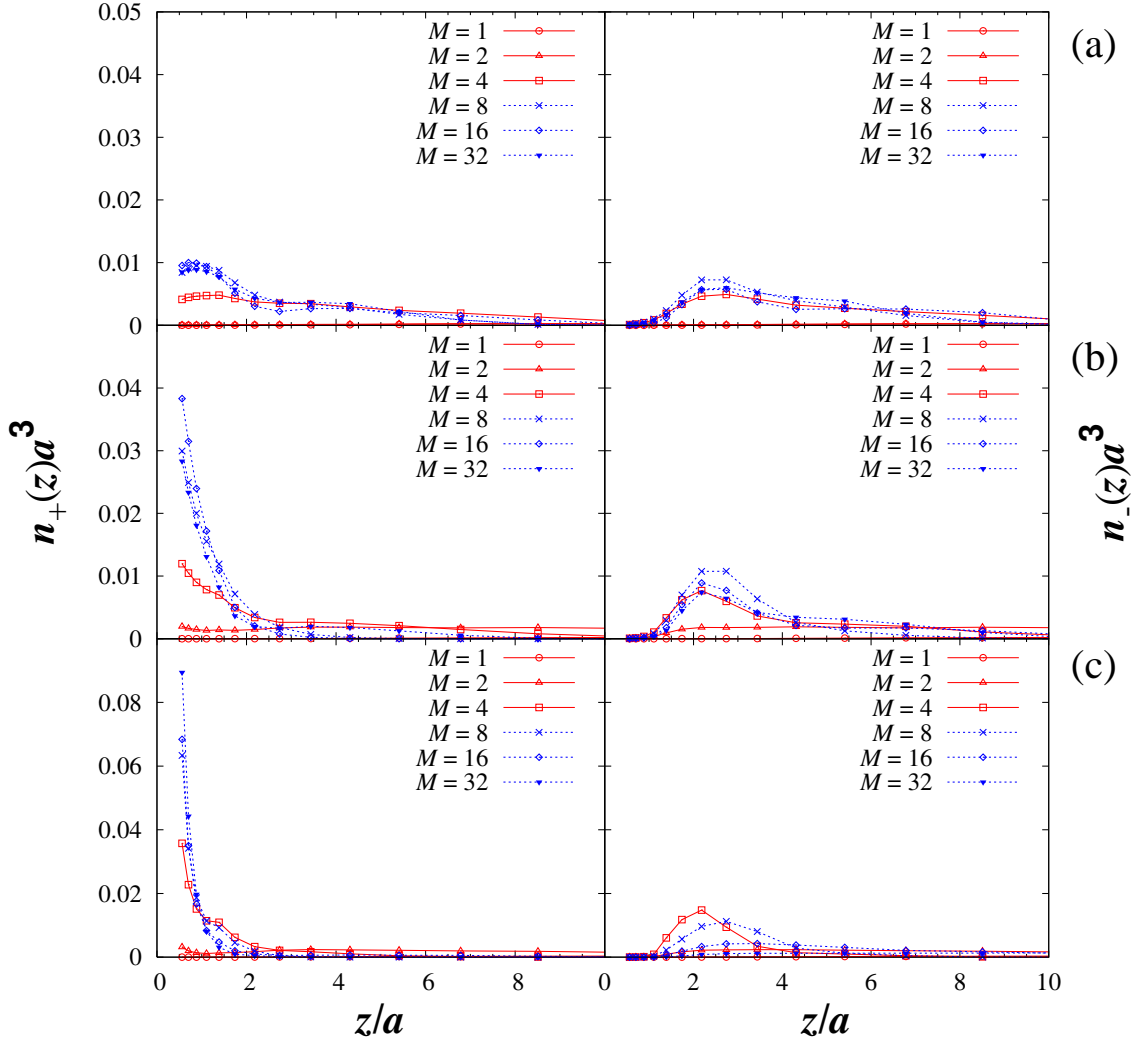 0.05
0.04
0.03
0.02
0.01
0
M = 1
M = 2
M = 4
M = 8
M = 16
M = 32
M = 1
M = 2
M = 4
M = 8
M = 16
M = 32
(a)
0.04
0.03
0.02
0.01
0
M = 1
M = 2
M = 4
M = 8
M = 16
M = 32
M = 1
M = 2
M = 4
M = 8
M = 16
M = 32
(b)
n+(z)a3
n-(z)a3
0.08
0.06
0.04
0.02
0
M = 1
M = 2
M = 4
M = 8
M = 16
M = 32
M = 1
M = 2
M = 4
M = 8
M = 16
M = 32
(c)
0 2 4 6 8 0 2 4 6 8 10
z/a z/a